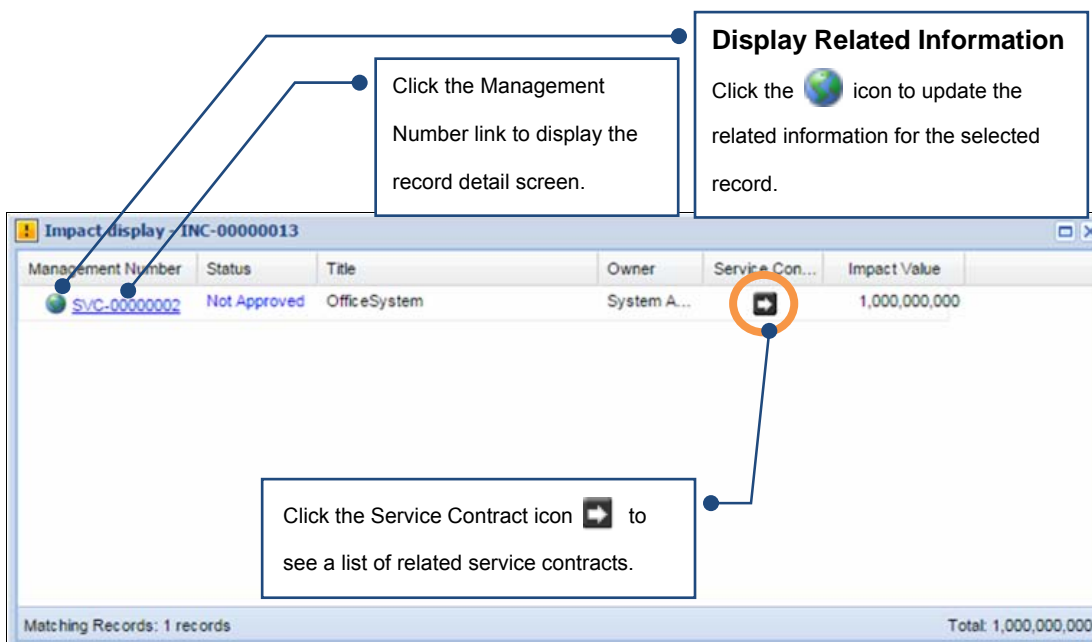 Display Related Information
Click the icon to update the
related information for the selected
record.
Click the Management
Number link to display the
record detail screen.
Impact display - INC-00000013
Management Number Status Title Owner Service Con... Impact Value
SVC-00000002 Not Approved OfficeSystem System A... 1,000,000,000
Click the Service Contract icon to
see a list of related service contracts.
Matching Records: 1 records Total: 1,000,000,000